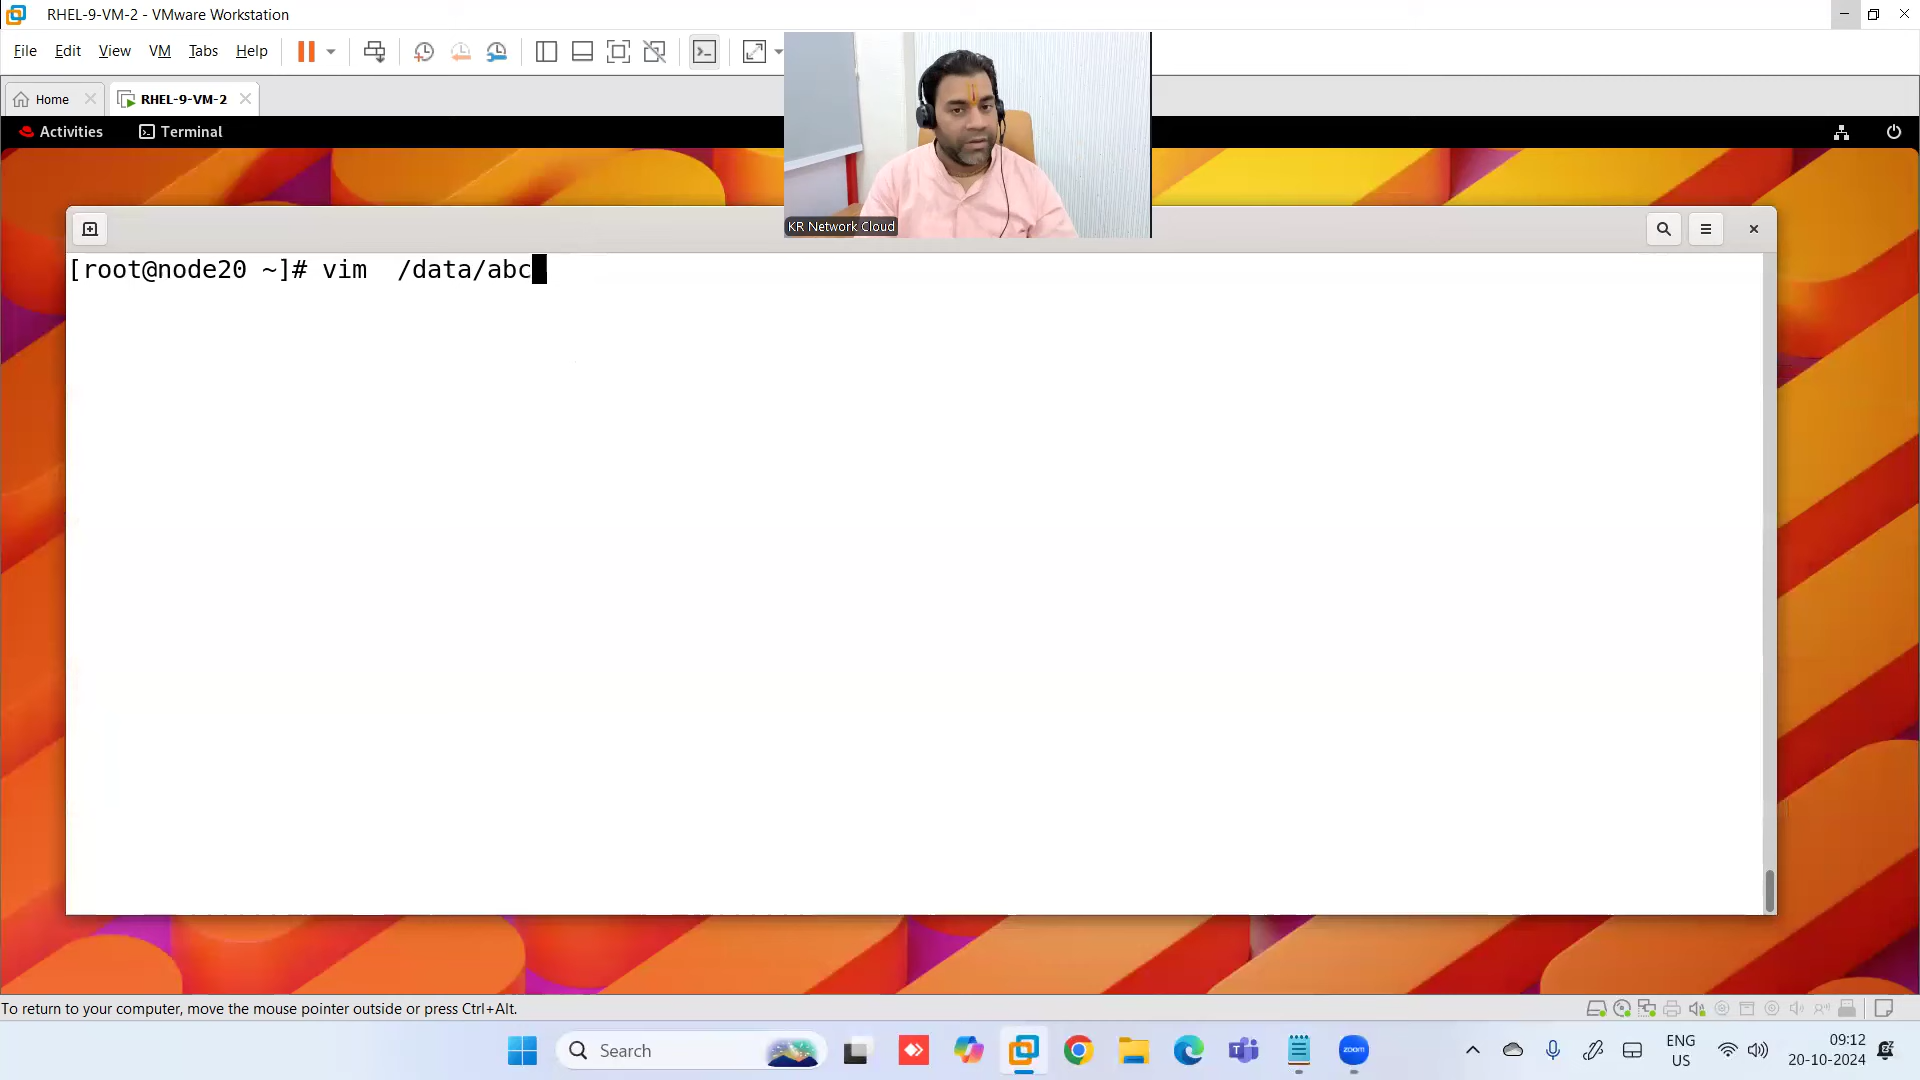 RHEL-9-VM-2 - VMware Workstation
File Edit View VM Tabs Help
Home RHEL-9-VM-2
Activities Terminal
KR Network Cloud
[root@node20 ~]# vim  /data/abc
To return to your computer, move the mouse pointer outside or press Ctrl+Alt.
Search
zoom
ENG
US
09:12
20-10-2024